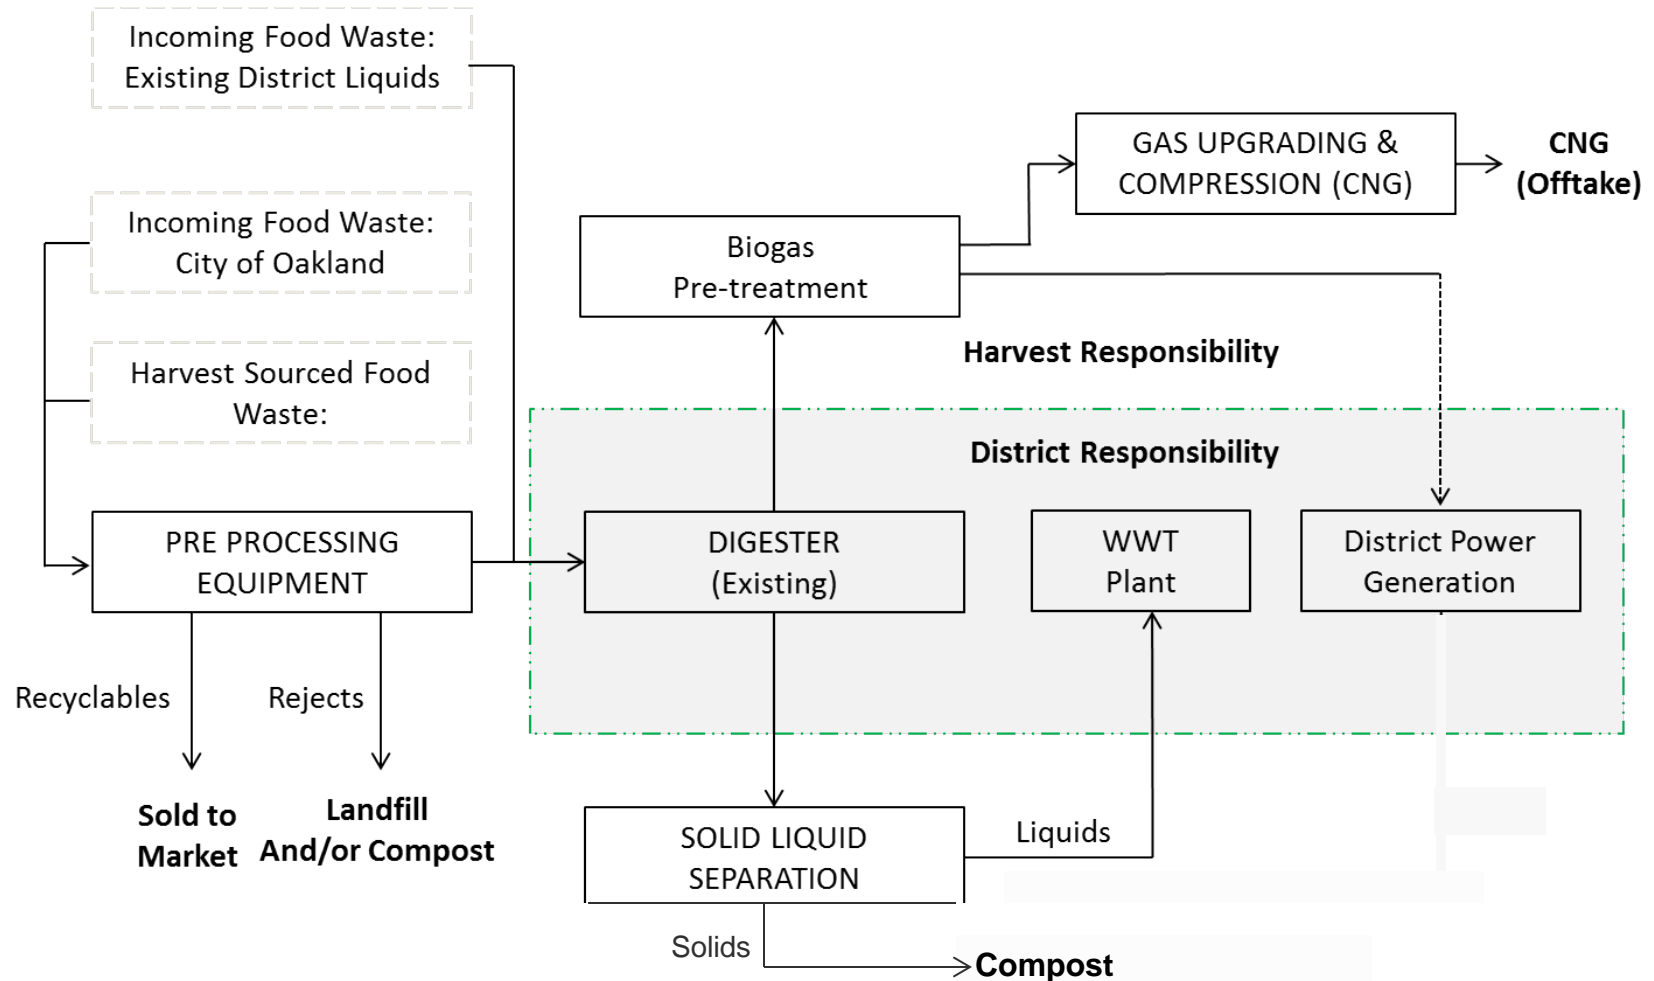 Incoming Food Waste:
Existing District Liquids
GAS UPGRADING &
COMPRESSION (CNG)
CNG
(Offtake)
Incoming Food Waste:
City of Oakland
Biogas
Pre-treatment
Harvest Responsibility
Harvest Sourced Food
Waste:
District Responsibility
PRE PROCESSING
EQUIPMENT
DIGESTER
(Existing)
WWT
Plant
District Power
Generation
Recyclables
Rejects
Sold to
Market
Landfill
And/or Compost
SOLID LIQUID
SEPARATION
Liquids
Solids
Compost